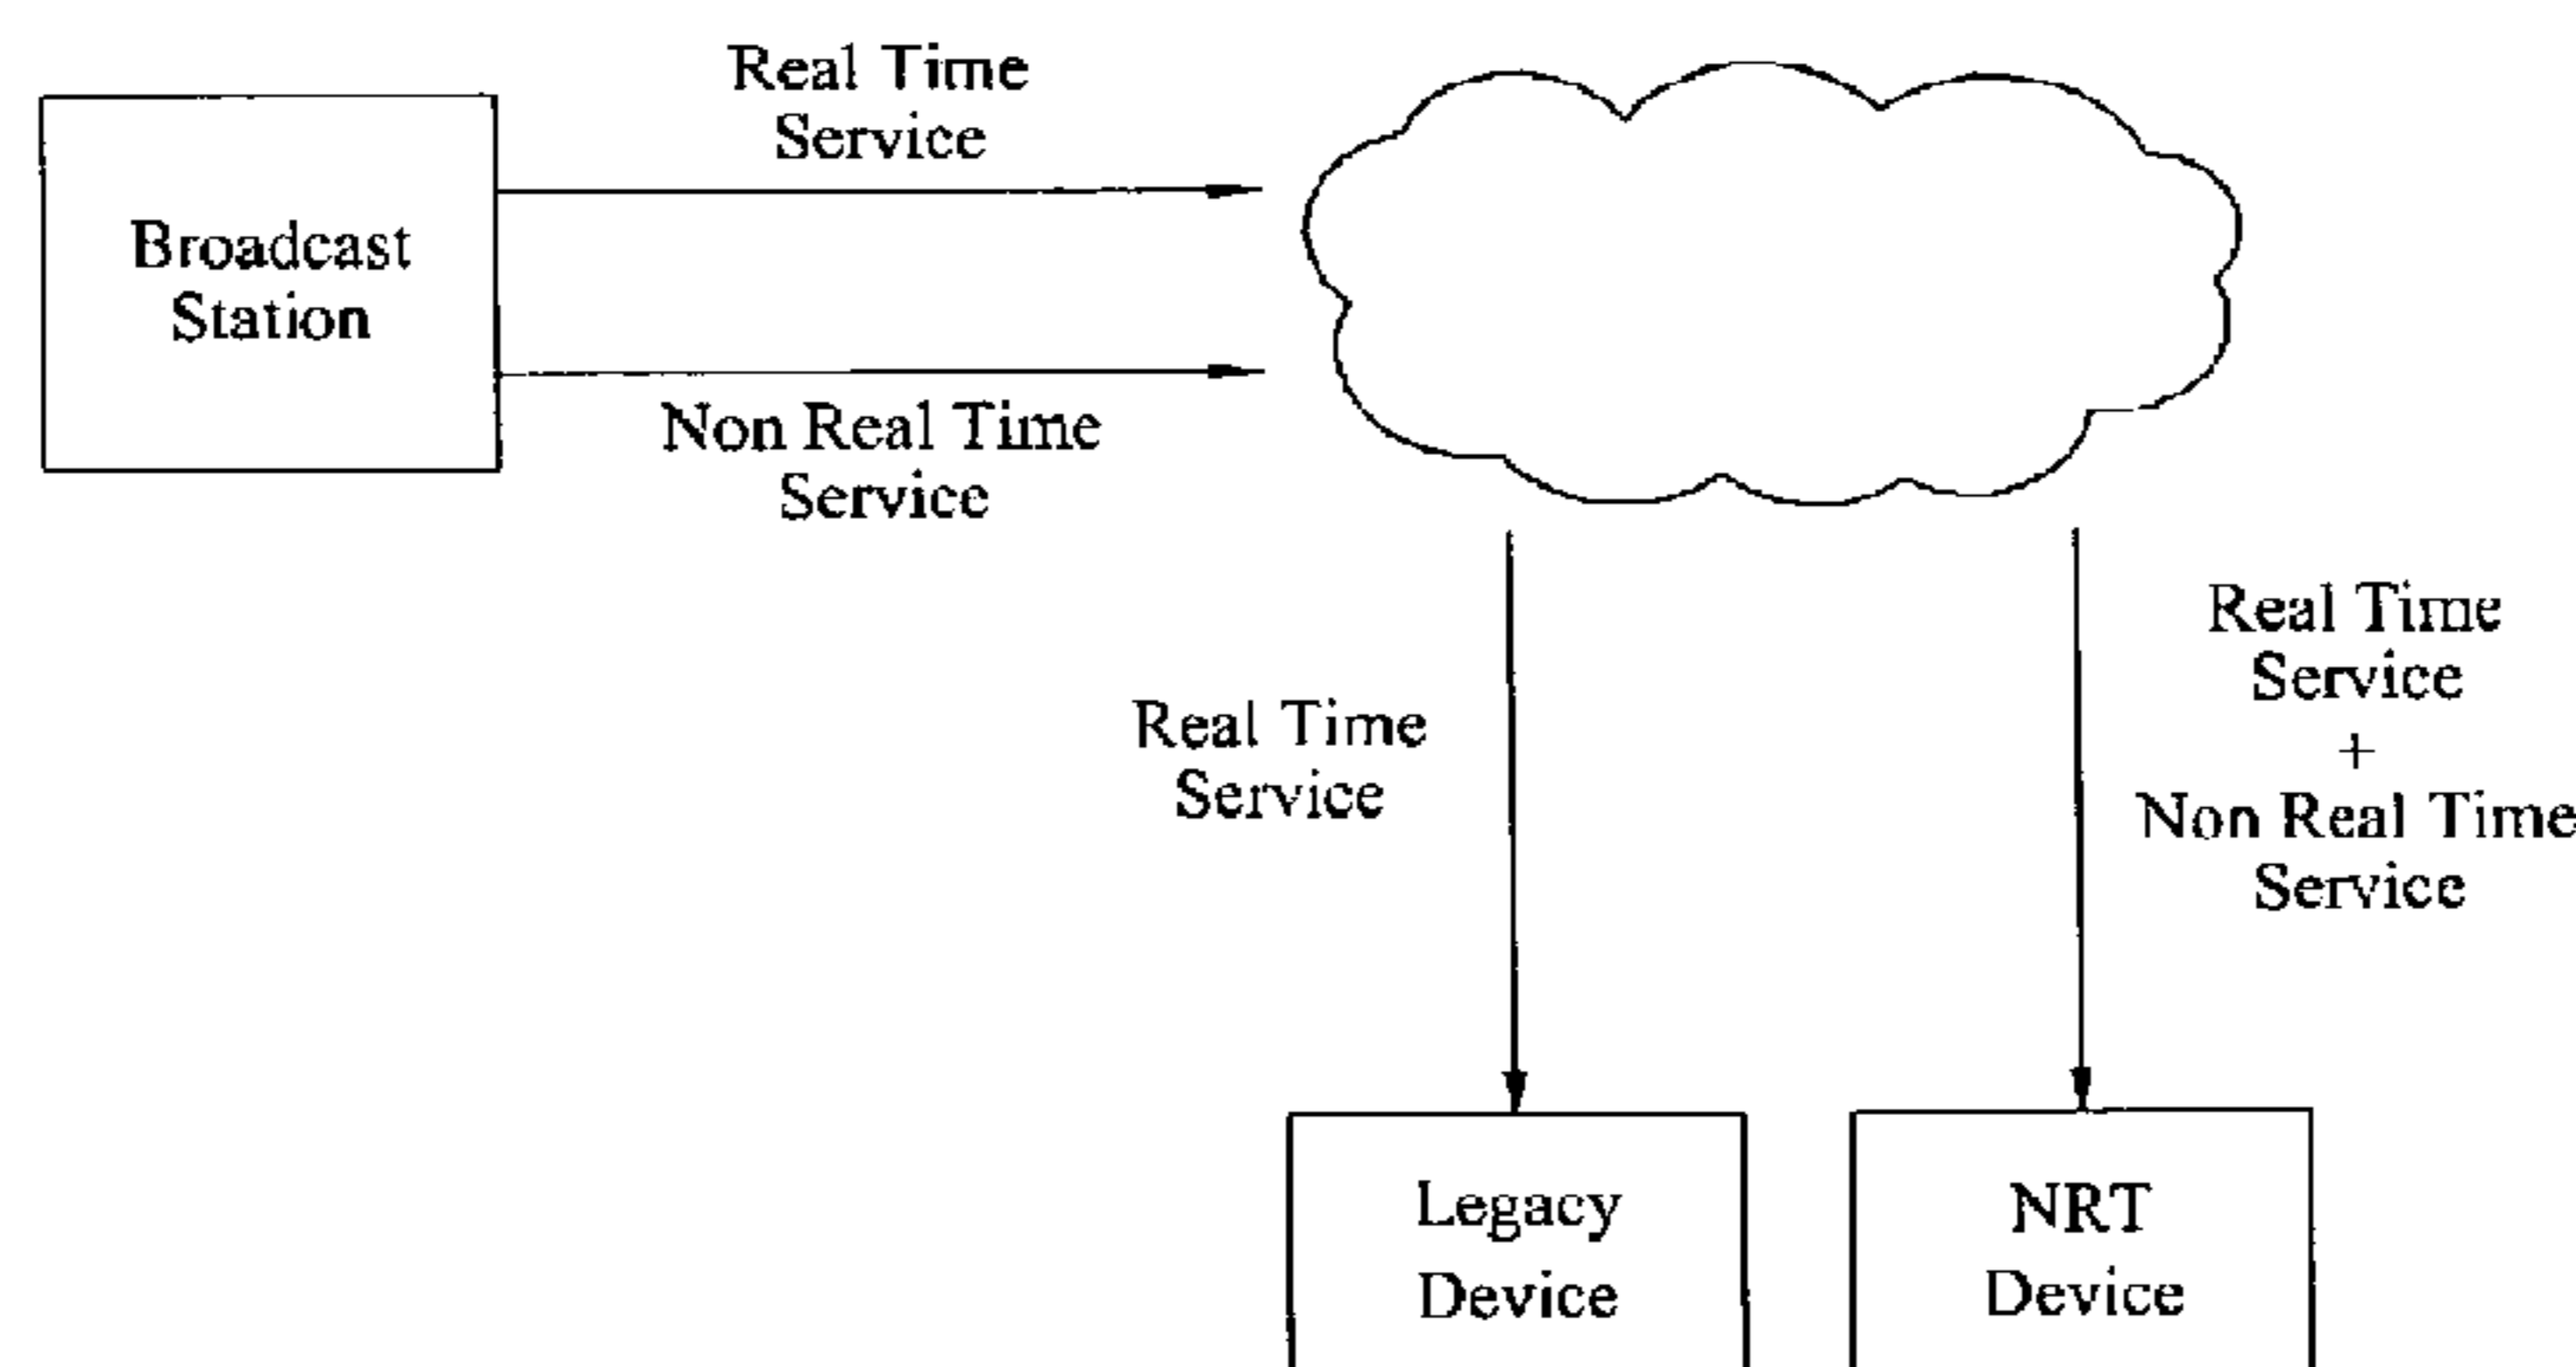 Real Time
Service
Broadcast
Station
Non Real Time
Service
Real Time
Service
Real Time
Service
+
Non Real Time
Service
Legacy
Device
NRT
Device